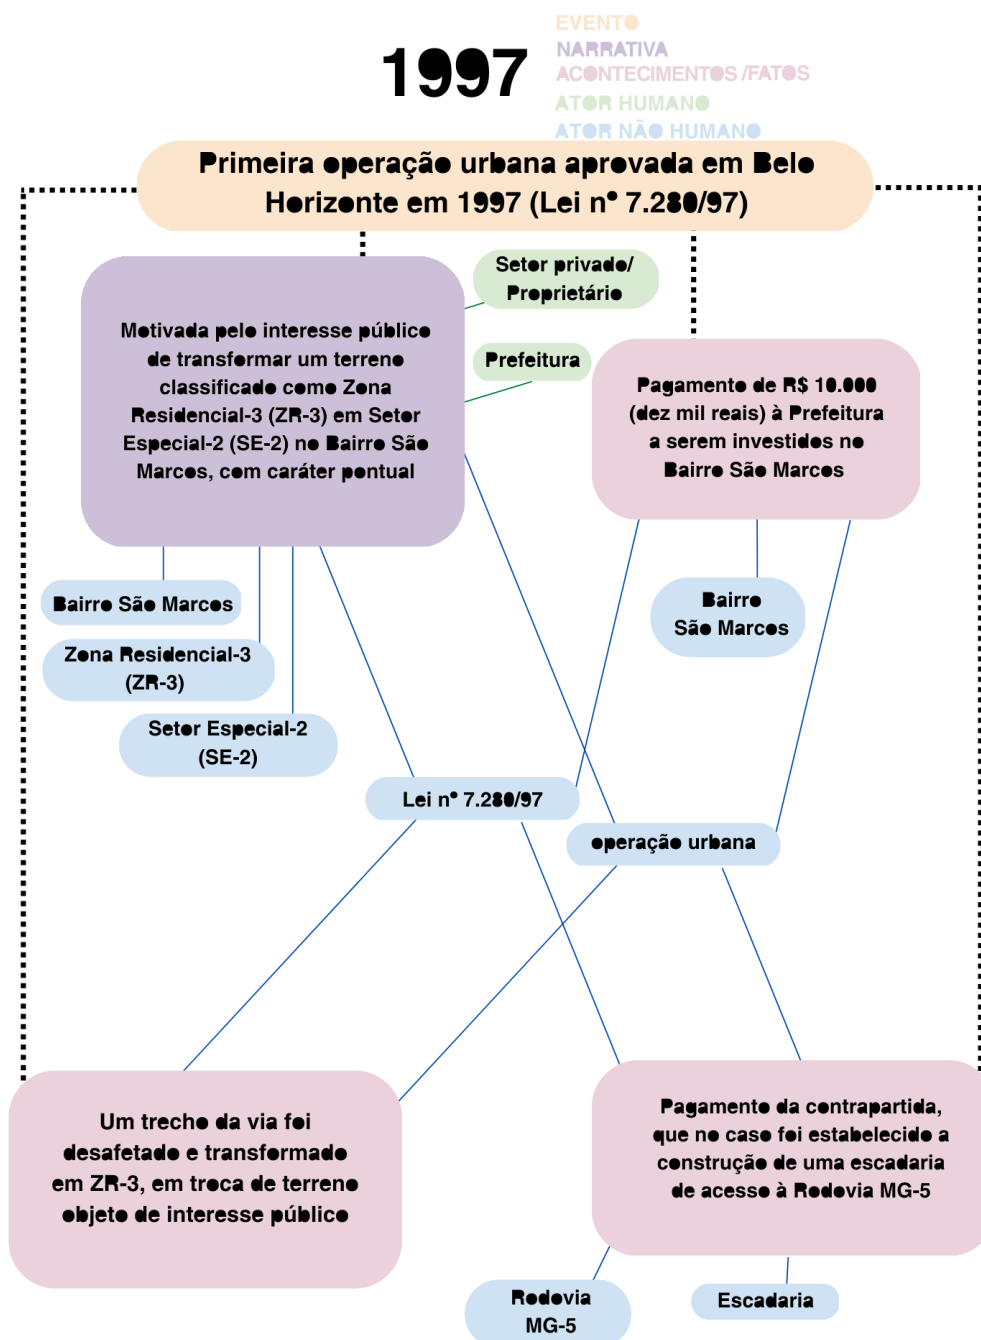 1997
EVENTO
NARRATIVA
ACONTECIMENTOS /FATOS
ATOR HUMANO
ATOR NÃO HUMANO
Primeira operação urbana aprovada em Belo
Horizonte em 1997 (Lei nº 7.280/97)
Setor privado/
Proprietário
Prefeitura
Motivada pelo interesse público
de transformar um terreno
classificado como Zona
Residencial-3 (ZR-3) em Setor
Especial-2 (SE-2) no Bairro São
Marcos, com caráter pontual
Pagamento de R$ 10.000
(dez mil reais) à Prefeitura
a serem investidos no
Bairro São Marcos
Bairro São Marcos
Zona Residencial-3
(ZR-3)
Setor Especial-2
(SE-2)
Bairro
São Marcos
Lei nº 7.280/97
operação urbana
Um trecho da via foi
desafetado e transformado
em ZR-3, em troca de terreno
objeto de interesse público
Pagamento da contrapartida,
que no caso foi estabelecido a
construção de uma escadaria
de acesso à Rodovia MG-5
Rodovia
MG-5
Escadaria